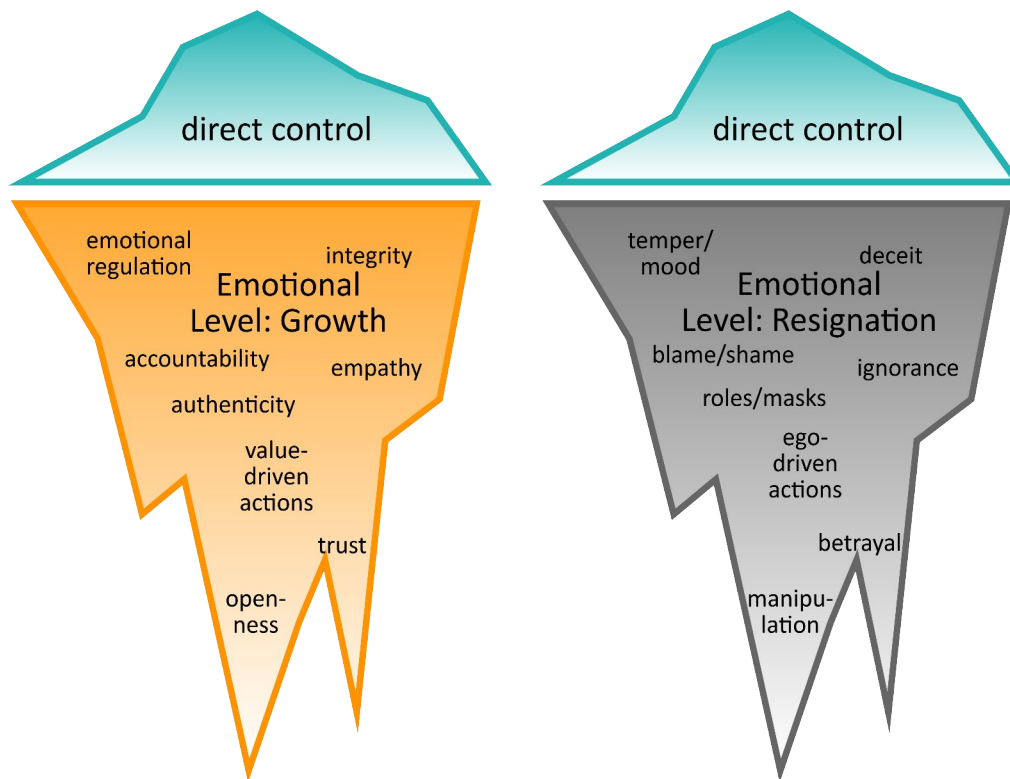 direct control
emotional
regulation
integrity
Emotional
Level: Growth
accountability
empathy
authenticity
value-
driven
actions
trust
open-
ness
direct control
temper/
mood
deceit
Emotional
Level: Resignation
blame/shame
ignorance
roles/masks
ego-
driven
actions
betrayal
manipu-
lation